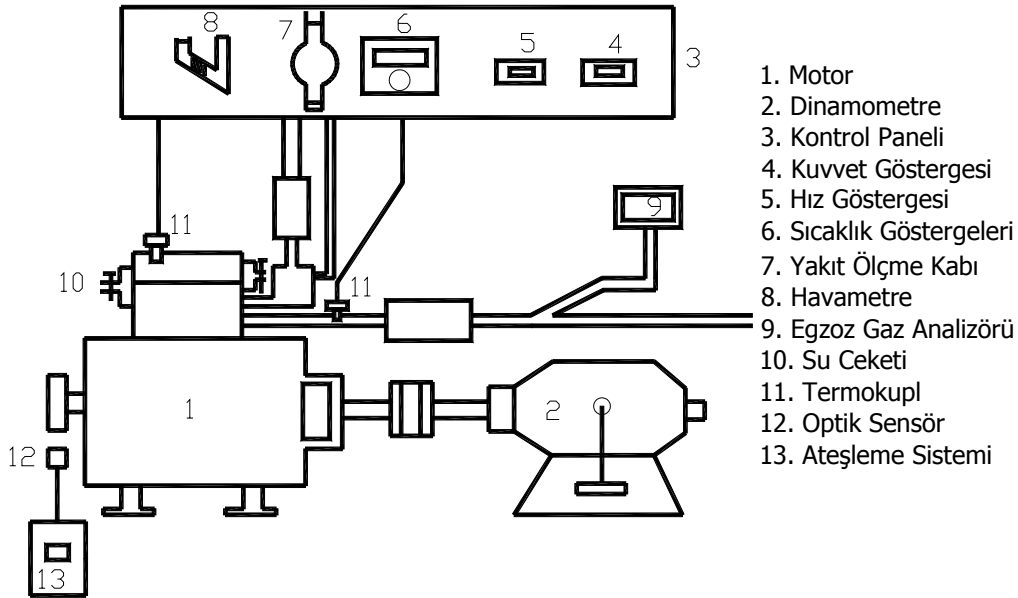 8
7
6
5
4
3
9
11
10
11
1
2
12
13
1. Motor
2. Dinamometre
3. Kontrol Paneli
4. Kuvvet Göstergesi
5. Hız Göstergesi
6. Sıcaklık Göstergeleri
7. Yakıt Ölçme Kabı
8. Havametre
9. Egzoz Gaz Analizörü
10. Su Ceketi
11. Termokupl
12. Optik Sensör
13. Ateşleme Sistemi